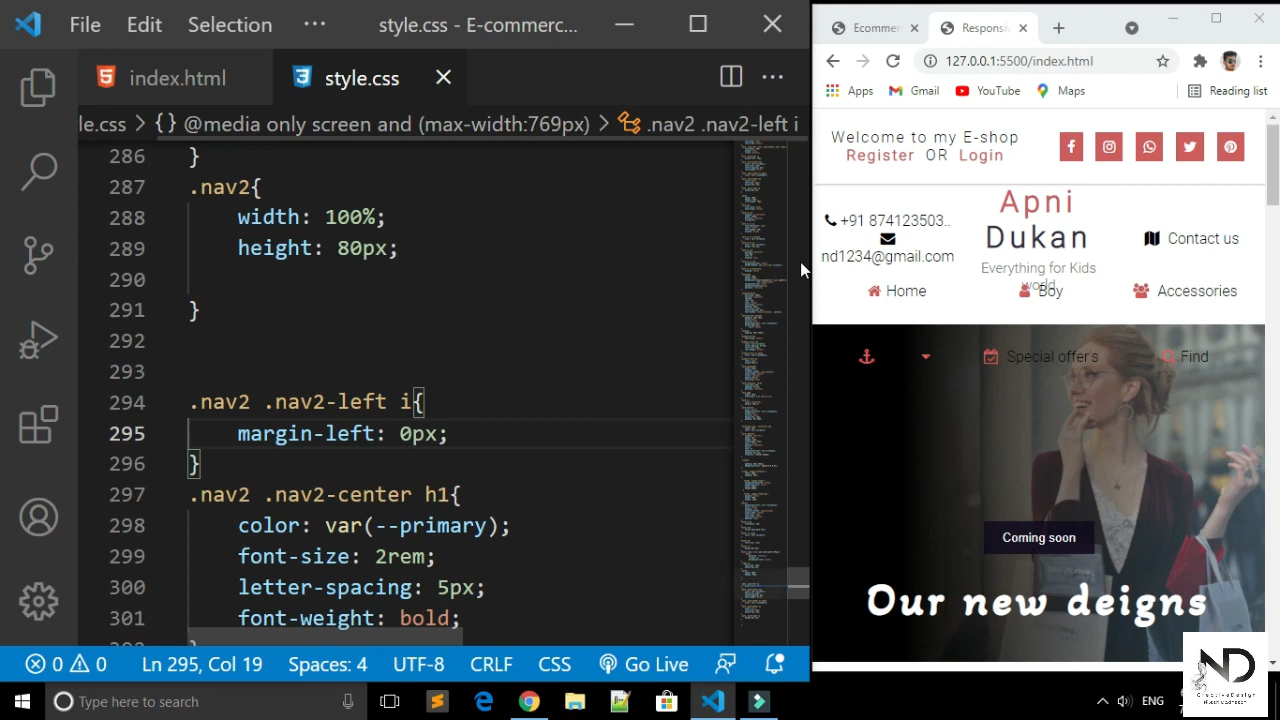 File Edit Selection ··· style.css - E-commerc...
index.html style.css
le.css > {} @media only screen and (max-width:769px) > .nav2 .nav2-left i
286 }
287 .nav2{
288 width: 100%;
289 height: 80px;
290
291 }
292
293
294 .nav2 .nav2-left i{
295 margin-left: 0px;
296 }
297 .nav2 .nav2-center h1{
298 color: var(--primary);
299 font-size: 2rem;
300 letter-spacing: 5px;
301 font-weight: bold;
0 0 Ln 295, Col 19 Spaces: 4 UTF-8 CRLF CSS Go Live
Ecommer Responsiv
127.0.0.1:5500/index.html
Apps Gmail YouTube Maps Reading list
Welcome to my E-shop
Register OR Login
+91 874123503..
nd1234@gmail.com
Apni
Dukan
Everything for Kids
world
Contact us
Home Boy Accessories
Special offers Find
Coming soon
Our new deigns
ND
Type here to search
ENG